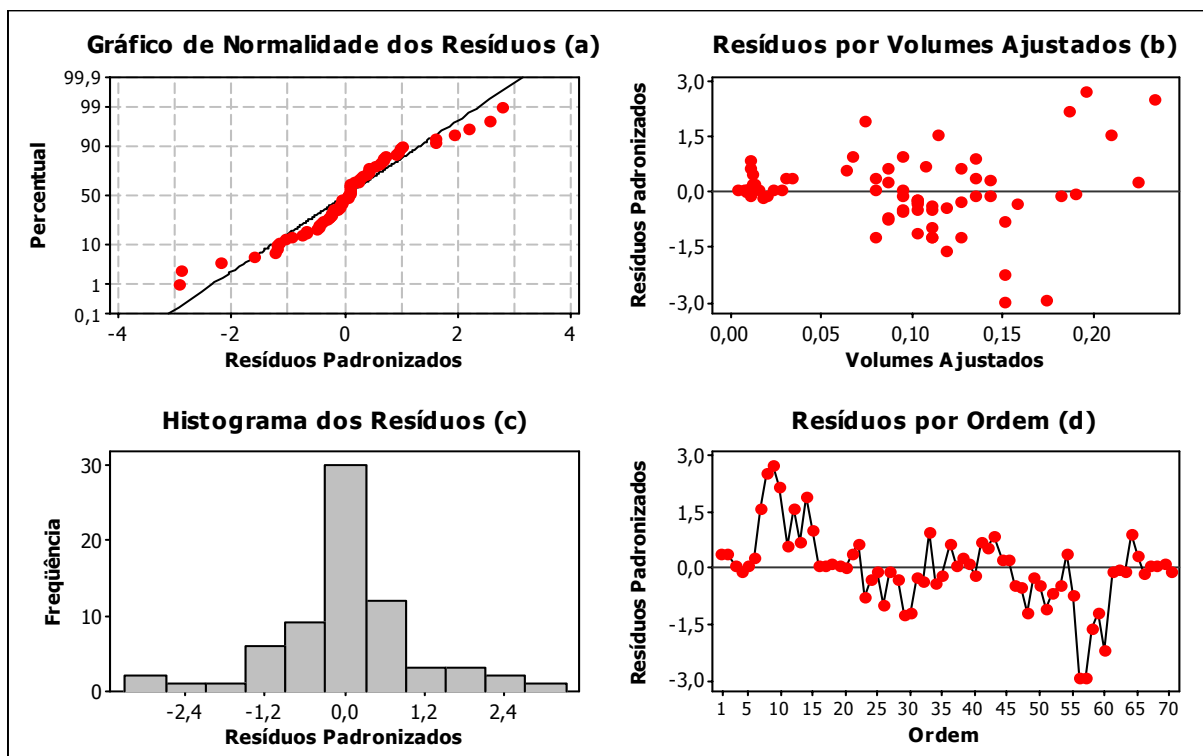 Gráfico de Normalidade dos Resíduos (a)
99,9
99
90
50
10
1
0,1
Percentual
-4 -2 0 2 4
Resíduos Padronizados
Resíduos por Volumes Ajustados (b)
3,0
1,5
0,0
-1,5
-3,0
Resíduos Padronizados
0,00 0,05 0,10 0,15 0,20
Volumes Ajustados
Histograma dos Resíduos (c)
30
20
10
0
Freqüência
-2,4 -1,2 0,0 1,2 2,4
Resíduos Padronizados
Resíduos por Ordem (d)
3,0
1,5
0,0
-1,5
-3,0
Resíduos Padronizados
1 5 10 15 20 25 30 35 40 45 50 55 60 65 70
Ordem